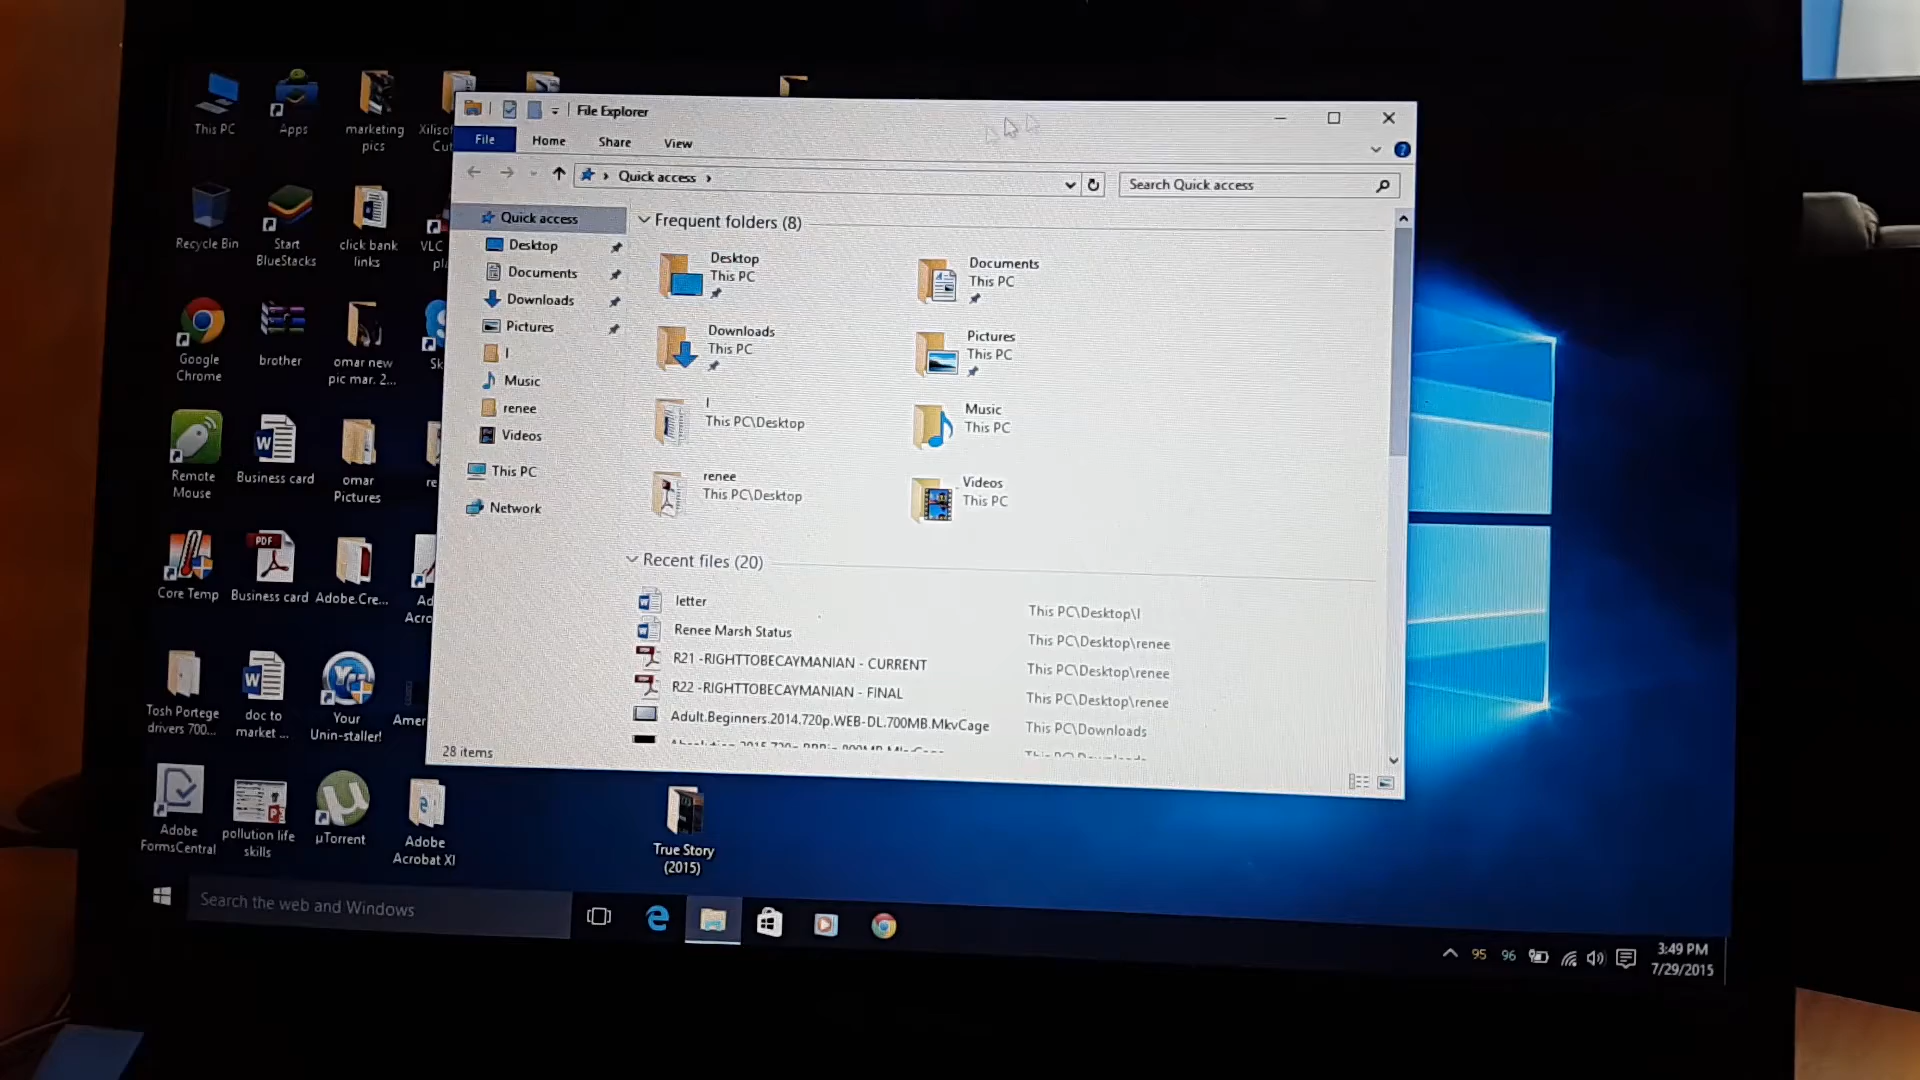 This PC
Apps
marketing
pics
Recycle Bin
Start
BlueStacks
click bank
links
VLC
Google
Chrome
brother
omar new
pic mar. 2...
Remote
Mouse
Business card
omar
Pictures
Core Temp
PDF
Business card
Adobe.Cre...
Tosh Portege
drivers 700...
doc to
market ...
Your
Unin-staller!
Adobe
FormsCentral
pollution life
skills
µTorrent
Adobe
Acrobat XI
True Story
(2015)
File Explorer
File
Home
Share
View
Quick access
Search Quick access
Quick access
Desktop
Documents
Downloads
Pictures
l
Music
renee
Videos
This PC
Network
Frequent folders (8)
Desktop
This PC
Documents
This PC
Downloads
This PC
Pictures
This PC
l
This PC\Desktop
Music
This PC
renee
This PC\Desktop
Videos
This PC
Recent files (20)
letter
This PC\Desktop\l
Renee Marsh Status
This PC\Desktop\renee
R21 -RIGHTTOBECAYMANIAN - CURRENT
This PC\Desktop\renee
R22 -RIGHTTOBECAYMANIAN - FINAL
This PC\Desktop\renee
Adult.Beginners.2014.720p.WEB-DL.700MB.MkvCage
This PC\Downloads
28 items
Search the web and Windows
95 96
3:49 PM
7/29/2015